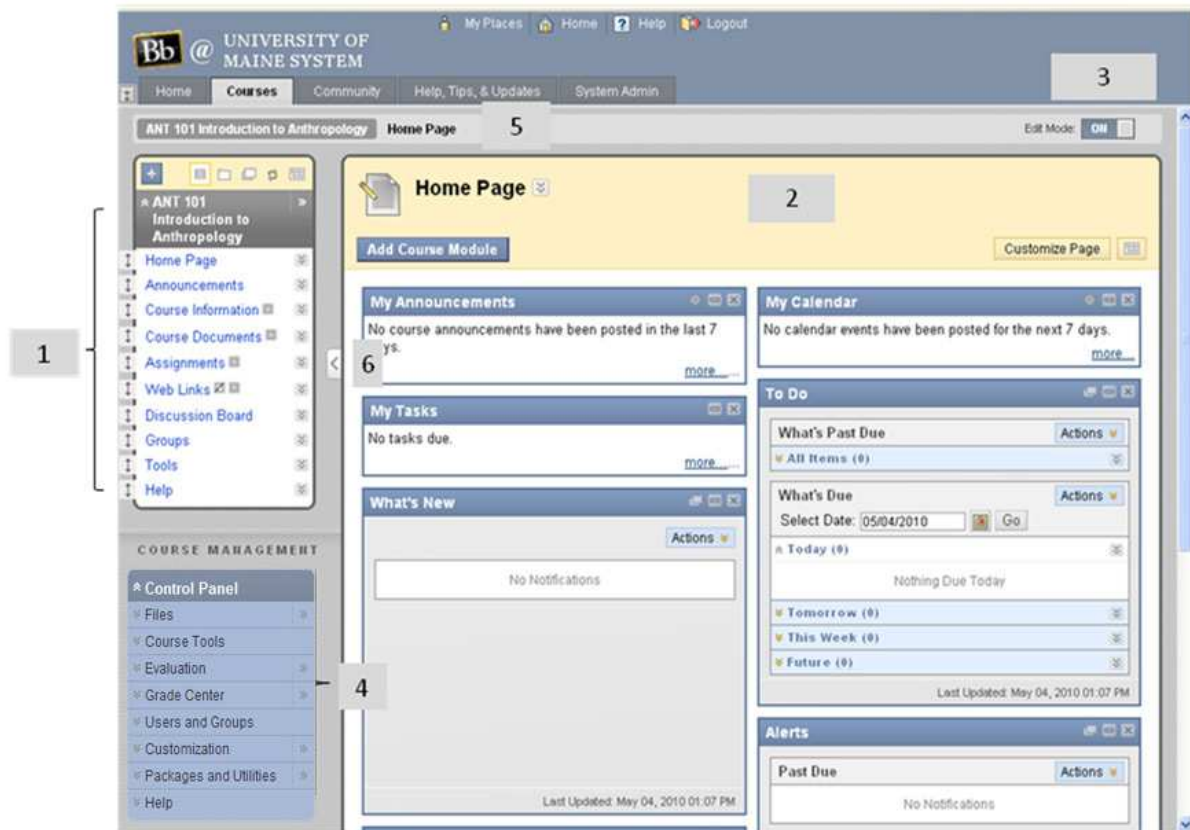 My Places Home ? Help Logout
Bb @ UNIVERSITY OF
MAINE SYSTEM
3
Home Courses Community Help, Tips, & Updates System Admin
ANT 101 Introduction to Anthropology Home Page 5 Edit Mode: ON
Home Page 2
ANT 101
Introduction to
Anthropology
Add Course Module Customize Page
1
Home Page
Announcements
Course Information
Course Documents
Assignments
Web Links
Discussion Board
Groups
Tools
Help
6
My Announcements
No course announcements have been posted in the last 7
more...
My Tasks
No tasks due.
more...
What's New
Actions
No Notifications
Last Updated: May 04, 2010 01:07 PM
My Calendar
No calendar events have been posted for the next 7 days.
more...
To Do
What's Past Due Actions
All Items (0)
What's Due Actions
Select Date: 05/04/2010 Go
Today (0)
Nothing Due Today
Tomorrow (0)
This Week (0)
Future (0)
Last Updated: May 04, 2010 01:07 PM
Alerts
Past Due Actions
No Notifications
COURSE MANAGEMENT
Control Panel
Files
Course Tools
Evaluation
Grade Center
Users and Groups
Customization
Packages and Utilities
Help
4